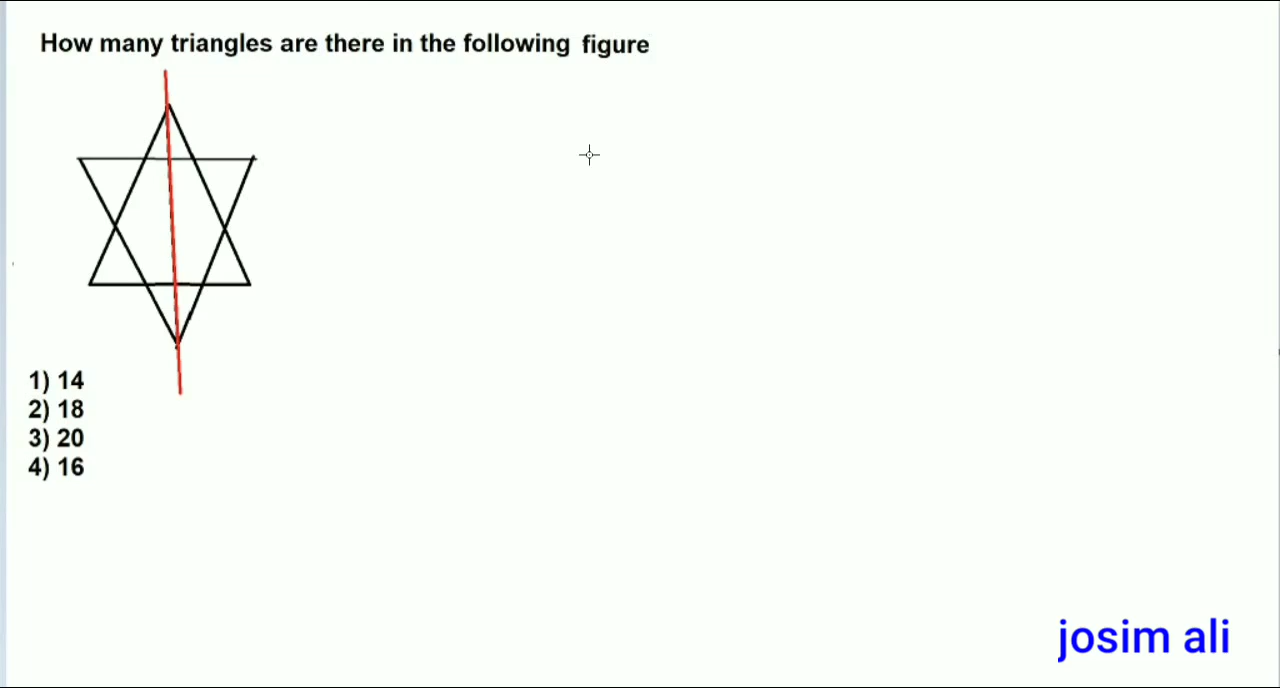 How many triangles are there in the following figure
1) 14
2) 18
3) 20
4) 16
josim ali